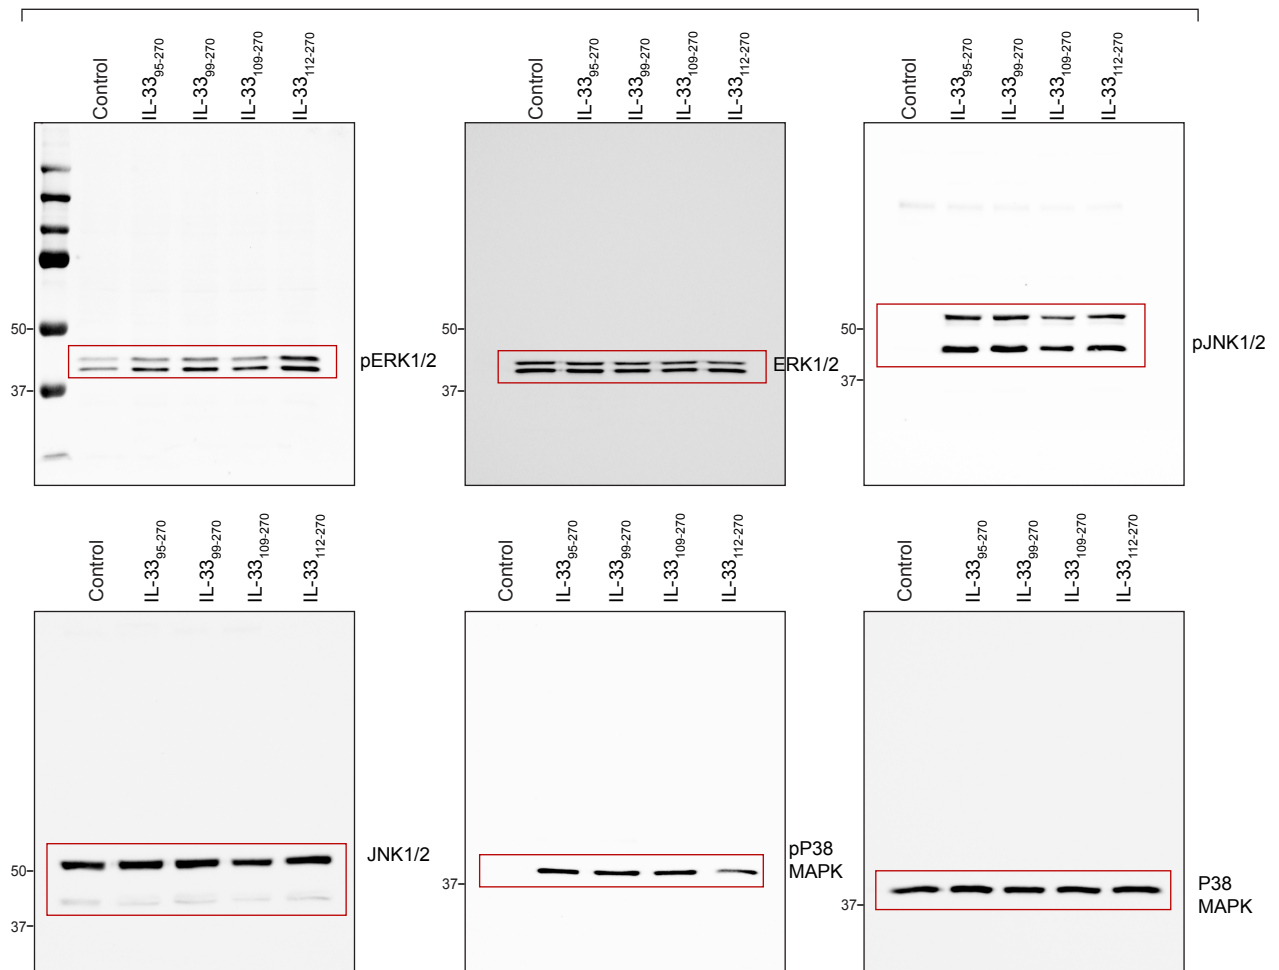 Control
IL-3395-270
IL-3399-270
IL-33109-270
IL-33112-270
50
37
pERK1/2
Control
IL-3395-270
IL-3399-270
IL-33109-270
IL-33112-270
50
37
ERK1/2
Control
IL-3395-270
IL-3399-270
IL-33109-270
IL-33112-270
50
37
pJNK1/2
Control
IL-3395-270
IL-3399-270
IL-33109-270
IL-33112-270
50
37
JNK1/2
Control
IL-3395-270
IL-3399-270
IL-33109-270
IL-33112-270
37
pP38
MAPK
Control
IL-3395-270
IL-3399-270
IL-33109-270
IL-33112-270
37
P38
MAPK